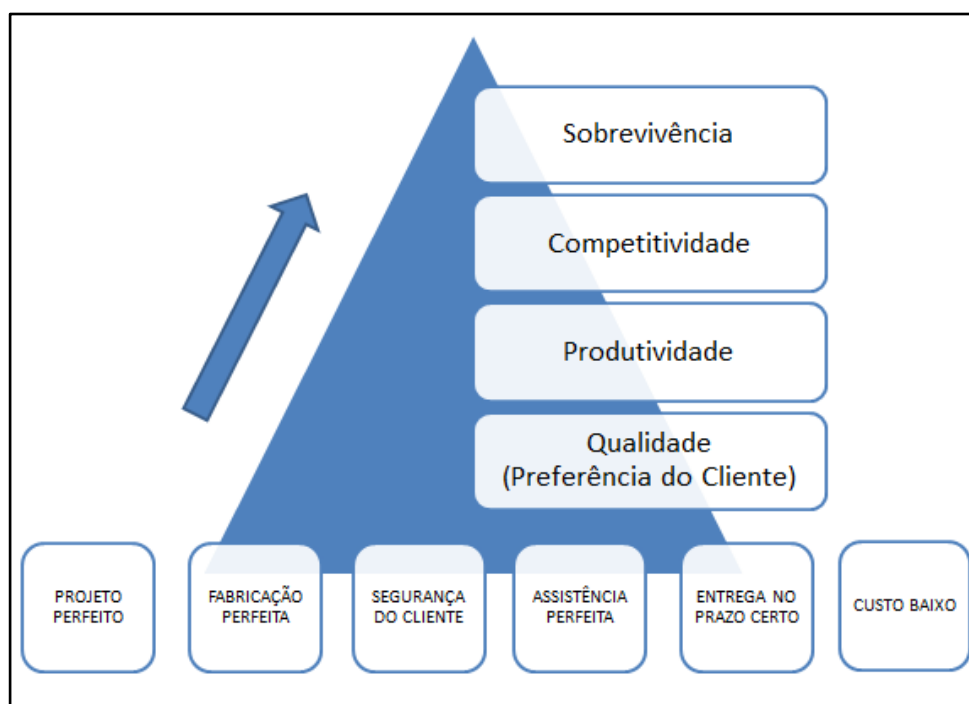 Sobrevivência
Competitividade
Produtividade
Qualidade
(Preferência do Cliente)
PROJETO
PERFEITO
FABRICAÇÃO
PERFEITA
SEGURANÇA
DO CLIENTE
ASSISTÊNCIA
PERFEITA
ENTREGA NO
PRAZO CERTO
CUSTO BAIXO